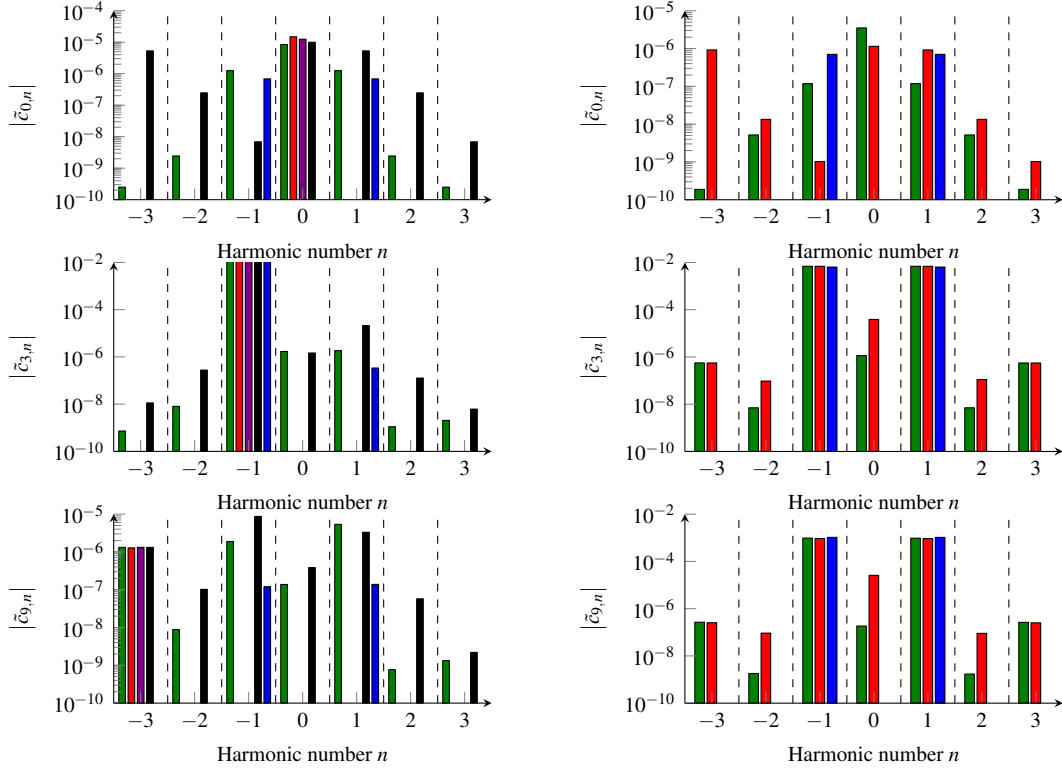 10⁻⁴
10⁻⁵
10⁻⁶
10⁻⁷
10⁻⁸
10⁻⁹
10⁻¹⁰
|c̃₀,ₙ|
−3 −2 −1 0 1 2 3
Harmonic number n
10⁻⁵
10⁻⁶
10⁻⁷
10⁻⁸
10⁻⁹
10⁻¹⁰
|c̃₀,ₙ|
−3 −2 −1 0 1 2 3
Harmonic number n
10⁻²
10⁻⁴
10⁻⁶
10⁻⁸
10⁻¹⁰
|c̃₃,ₙ|
−3 −2 −1 0 1 2 3
Harmonic number n
10⁻²
10⁻⁴
10⁻⁶
10⁻⁸
10⁻¹⁰
|c̃₃,ₙ|
−3 −2 −1 0 1 2 3
Harmonic number n
10⁻⁵
10⁻⁶
10⁻⁷
10⁻⁸
10⁻⁹
10⁻¹⁰
|c̃₉,ₙ|
−3 −2 −1 0 1 2 3
Harmonic number n
10⁻²
10⁻⁴
10⁻⁶
10⁻⁸
10⁻¹⁰
|c̃₉,ₙ|
−3 −2 −1 0 1 2 3
Harmonic number n